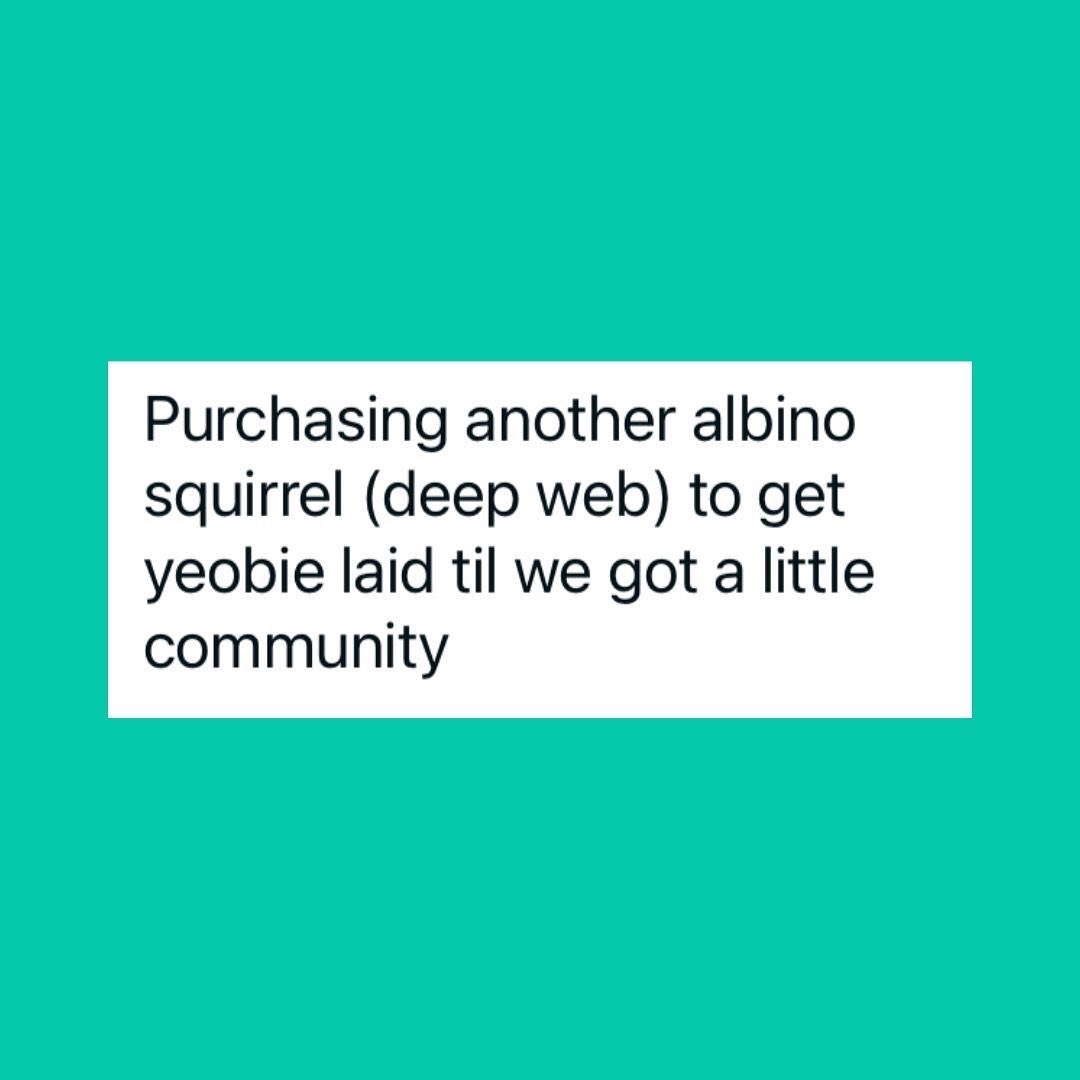 Purchasing another albino
squirrel (deep web) to get
yeobie laid til we got a little
community